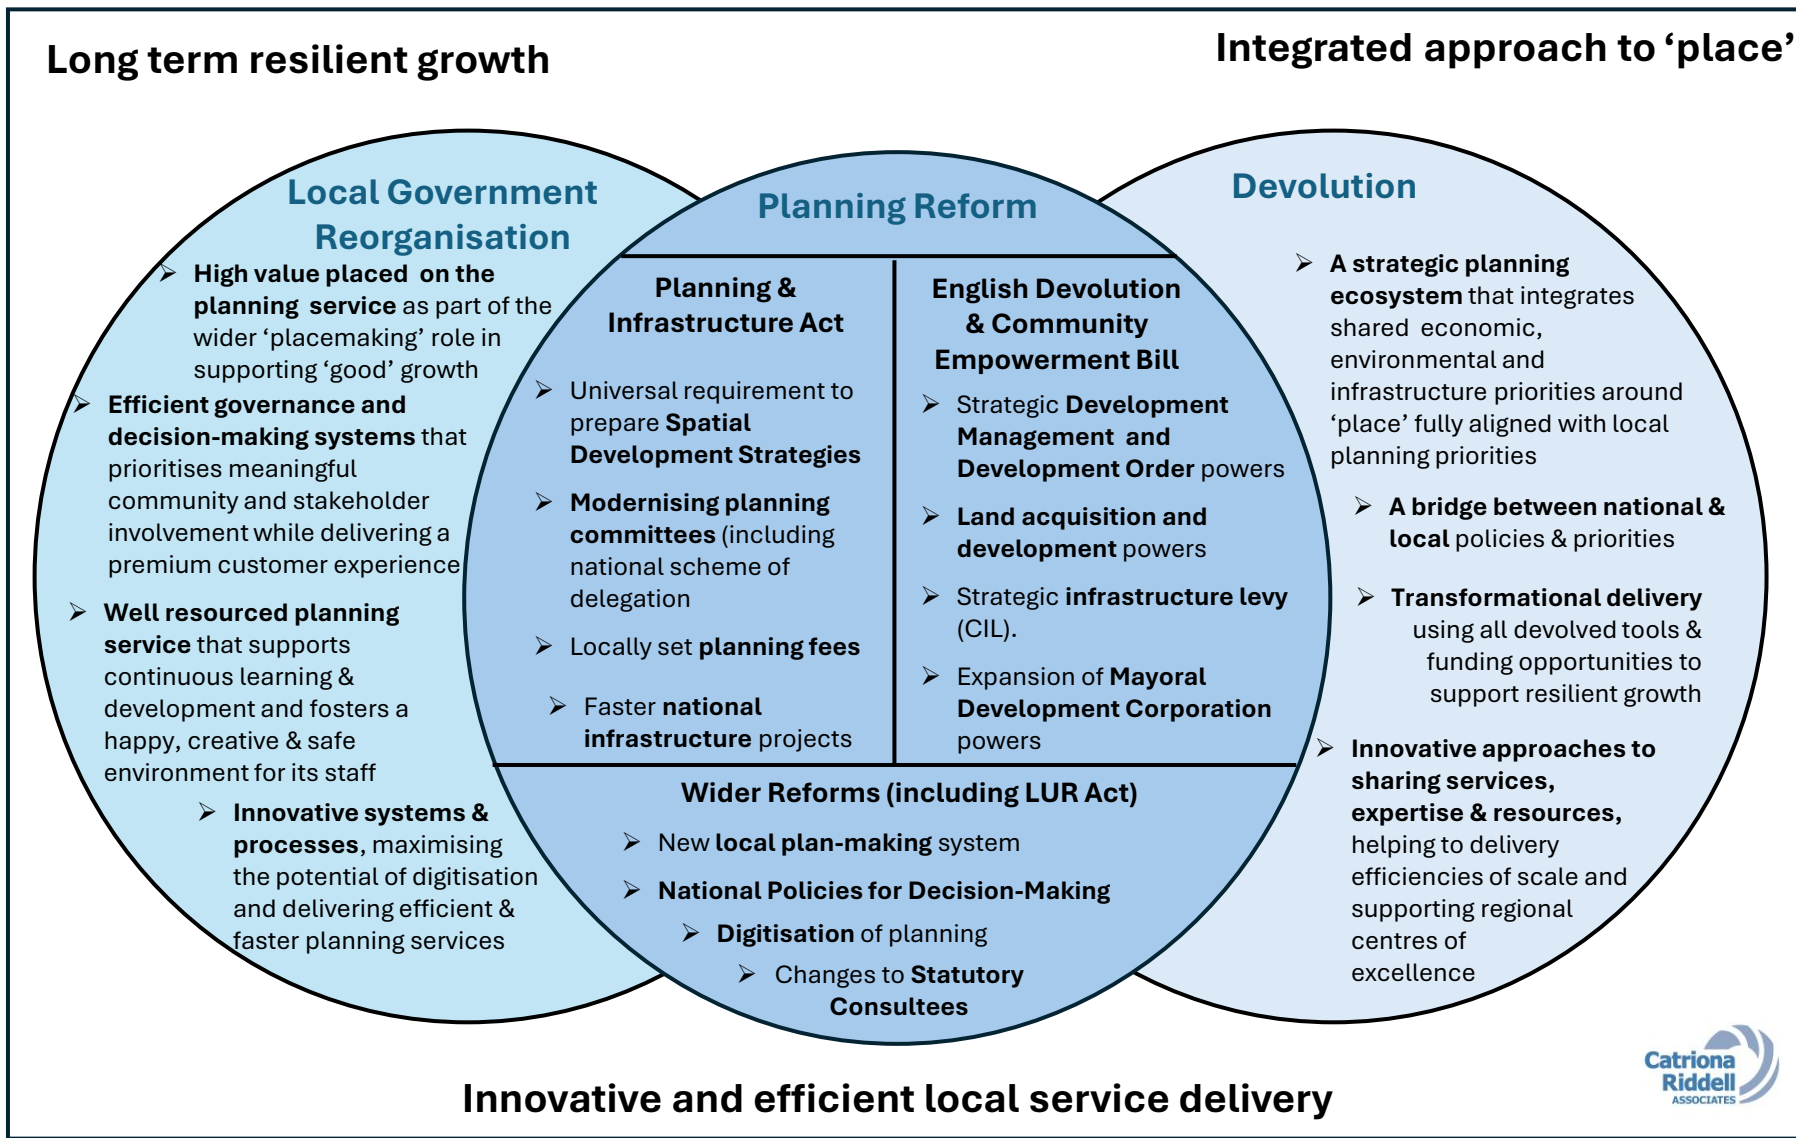 Long term resilient growth
Integrated approach to ‘place’
Local Government
Reorganisation
➢ High value placed on the
planning service as part of the
wider ‘placemaking’ role in
supporting ‘good’ growth
➢ Efficient governance and
decision-making systems that
prioritises meaningful
community and stakeholder
involvement while delivering a
premium customer experience
➢ Well resourced planning
service that supports
continuous learning &
development and fosters a
happy, creative & safe
environment for its staff
➢ Innovative systems &
processes, maximising
the potential of digitisation
and delivering efficient &
faster planning services
Planning Reform
Planning &
Infrastructure Act
➢ Universal requirement to
prepare Spatial
Development Strategies
➢ Modernising planning
committees (including
national scheme of
delegation
➢ Locally set planning fees
➢ Faster national
infrastructure projects
English Devolution
& Community
Empowerment Bill
➢ Strategic Development
Management and
Development Order powers
➢ Land acquisition and
development powers
➢ Strategic infrastructure levy
(CIL).
➢ Expansion of Mayoral
Development Corporation
powers
Wider Reforms (including LUR Act)
➢ New local plan-making system
➢ National Policies for Decision-Making
➢ Digitisation of planning
➢ Changes to Statutory
Consultees
Devolution
➢ A strategic planning
ecosystem that integrates
shared economic,
environmental and
infrastructure priorities around
‘place’ fully aligned with local
planning priorities
➢ A bridge between national &
local policies & priorities
➢ Transformational delivery
using all devolved tools &
funding opportunities to
support resilient growth
➢ Innovative approaches to
sharing services,
expertise & resources,
helping to delivery
efficiencies of scale and
supporting regional
centres of
excellence
Innovative and efficient local service delivery
Catriona
Riddell
ASSOCIATES